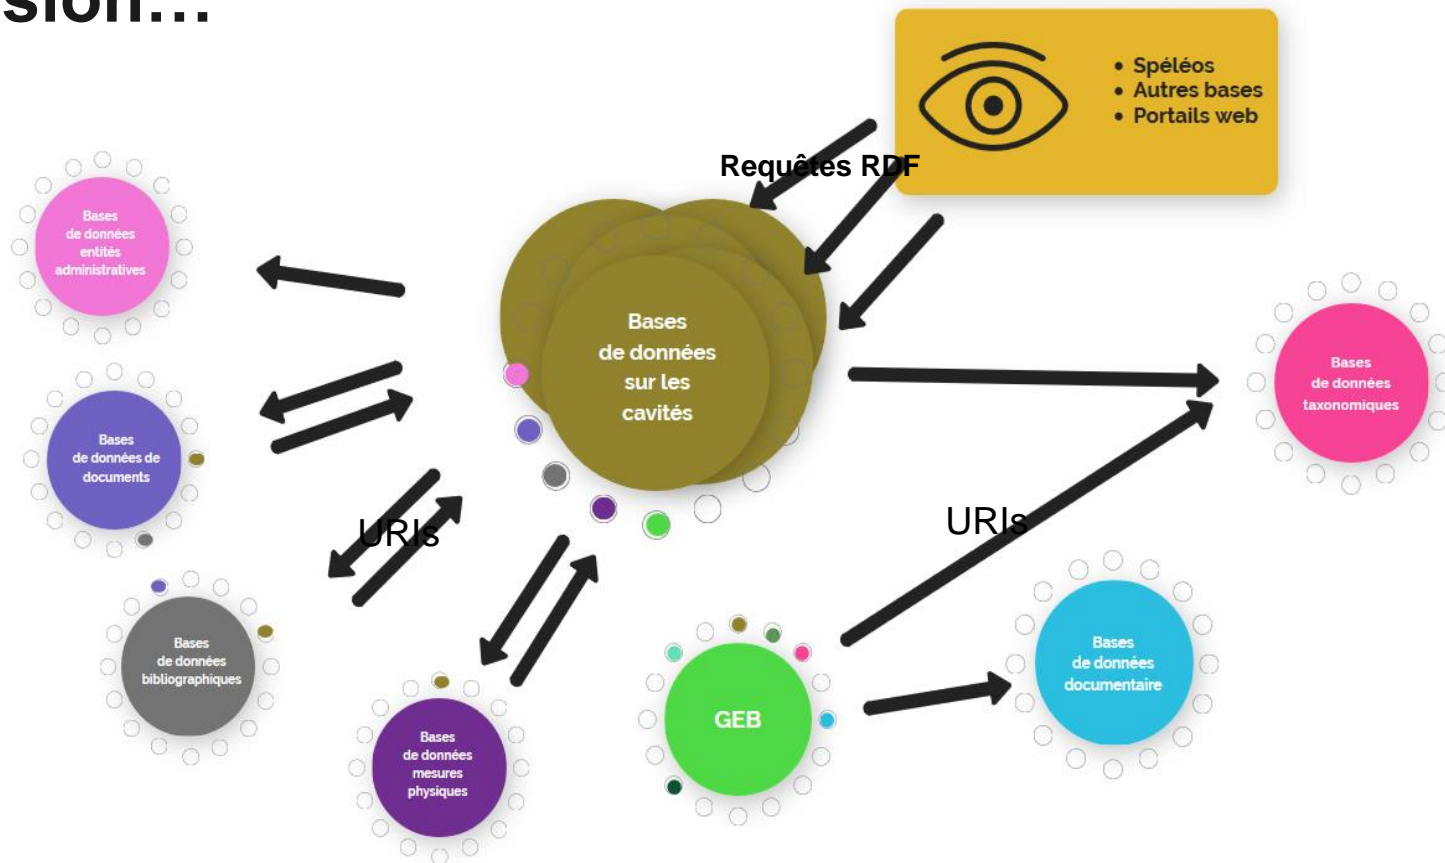 sion…
• Spéléos
• Autres bases
• Portails web
Requêtes RDF
Bases
de données
entités
administratives
Bases
de données
sur les
cavités
Bases
de données
taxonomiques
Bases
de données de
documents
URIs
URIs
Bases
de données
bibliographiques
Bases
de données
documentaire
Bases
de données
mesures
physiques
GEB